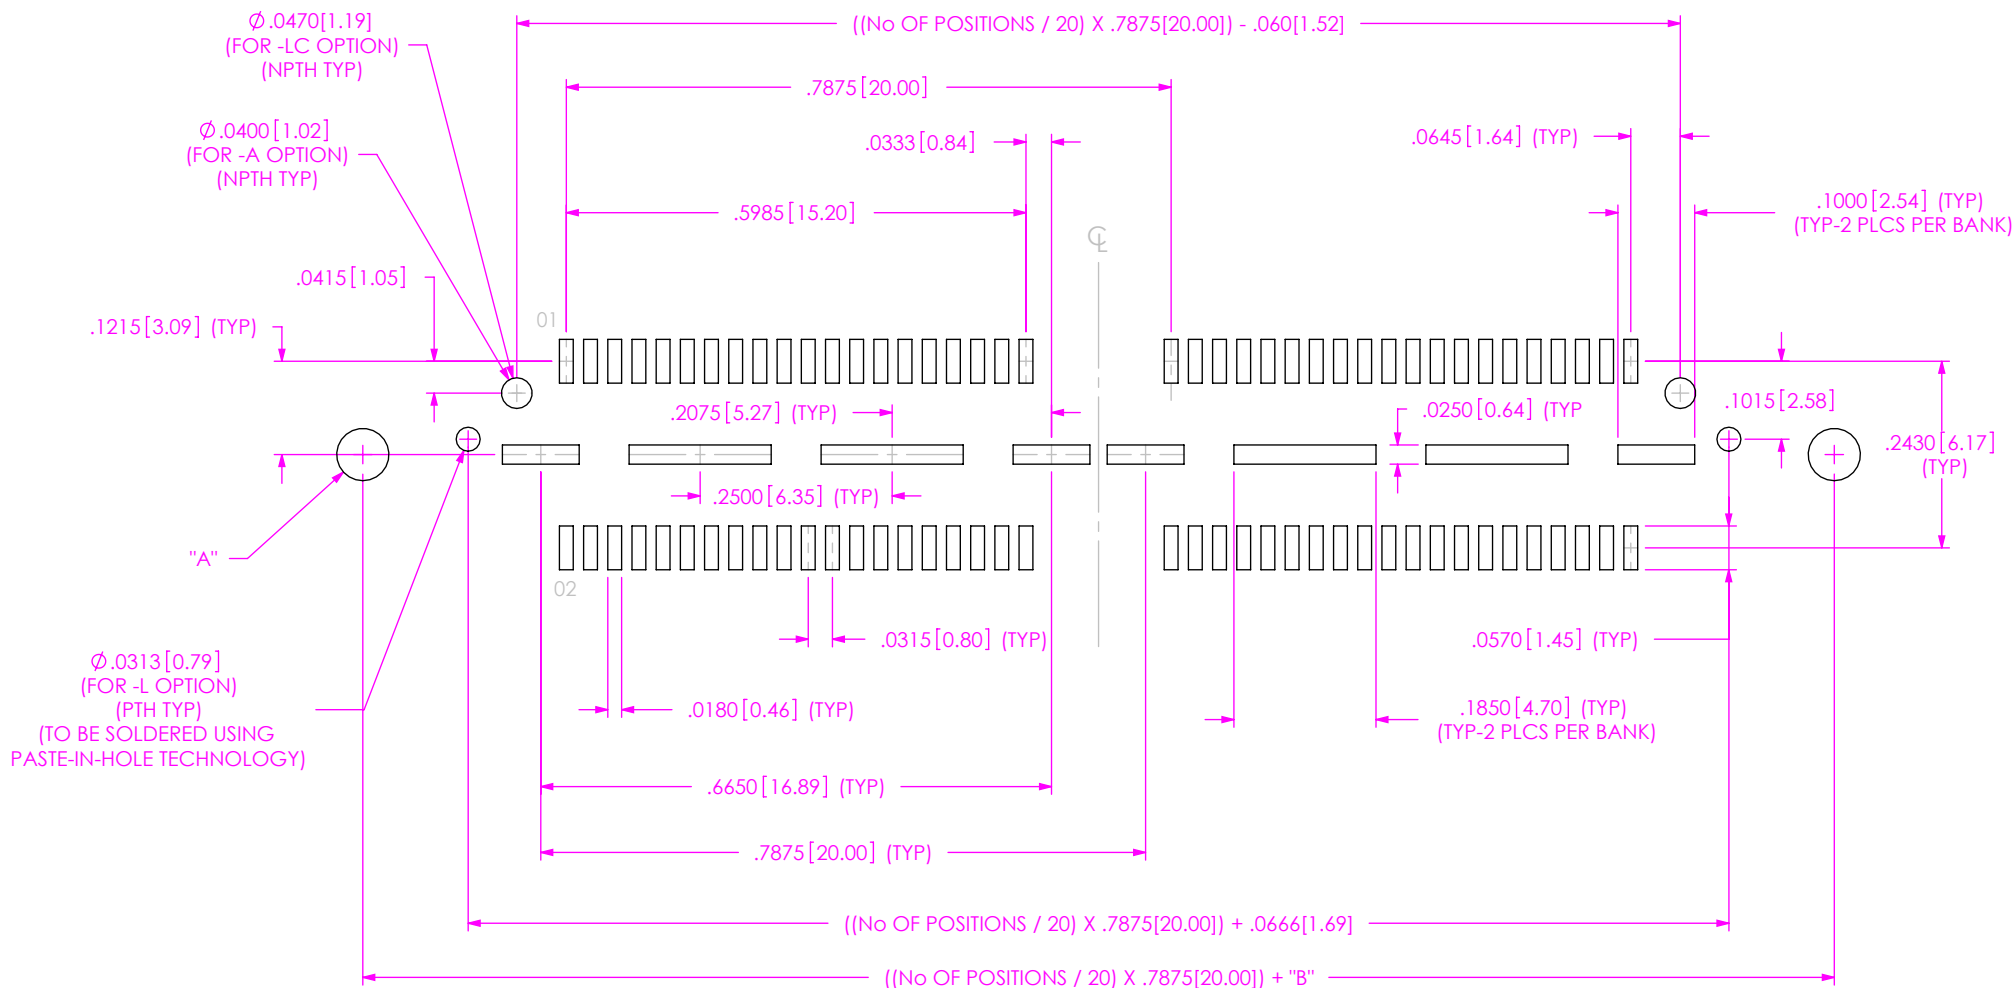 Ø.0470[1.19]
(FOR -LC OPTION)
(NPTH TYP)
((No OF POSITIONS / 20) X .7875[20.00]) - .060[1.52]
.7875[20.00]
Ø.0400[1.02]
(FOR -A OPTION)
(NPTH TYP)
.0333[0.84]
.0645[1.64] (TYP)
.5985[15.20]
.1000[2.54] (TYP)
(TYP-2 PLCS PER BANK)
CL
.0415[1.05]
.1215[3.09] (TYP)
01
.2075[5.27] (TYP)
.0250[0.64] (TYP
.1015[2.58]
.2430[6.17]
(TYP)
.2500[6.35] (TYP)
"A"
02
.0315[0.80] (TYP)
.0570[1.45] (TYP)
Ø.0313[0.79]
(FOR -L OPTION)
(PTH TYP)
(TO BE SOLDERED USING
PASTE-IN-HOLE TECHNOLOGY)
.0180[0.46] (TYP)
.1850[4.70] (TYP)
(TYP-2 PLCS PER BANK)
.6650[16.89] (TYP)
.7875[20.00] (TYP)
((No OF POSITIONS / 20) X .7875[20.00]) + .0666[1.69]
((No OF POSITIONS / 20) X .7875[20.00]) + "B"